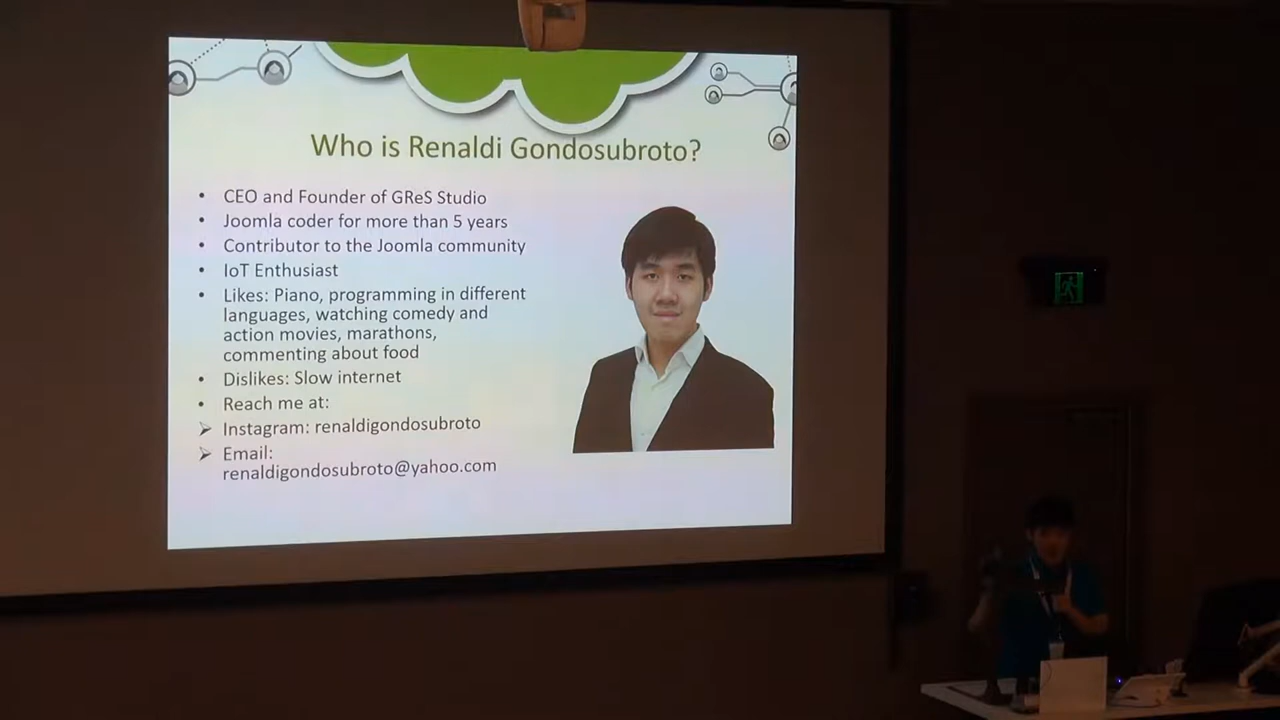 Who is Renaldi Gondosubroto?
• CEO and Founder of GReS Studio
• Joomla coder for more than 5 years
• Contributor to the Joomla community
• IoT Enthusiast
• Likes: Piano, programming in different
languages, watching comedy and
action movies, marathons,
commenting about food
• Dislikes: Slow internet
• Reach me at:
➢ Instagram: renaldigondosubroto
➢ Email:
renaldigondosubroto@yahoo.com